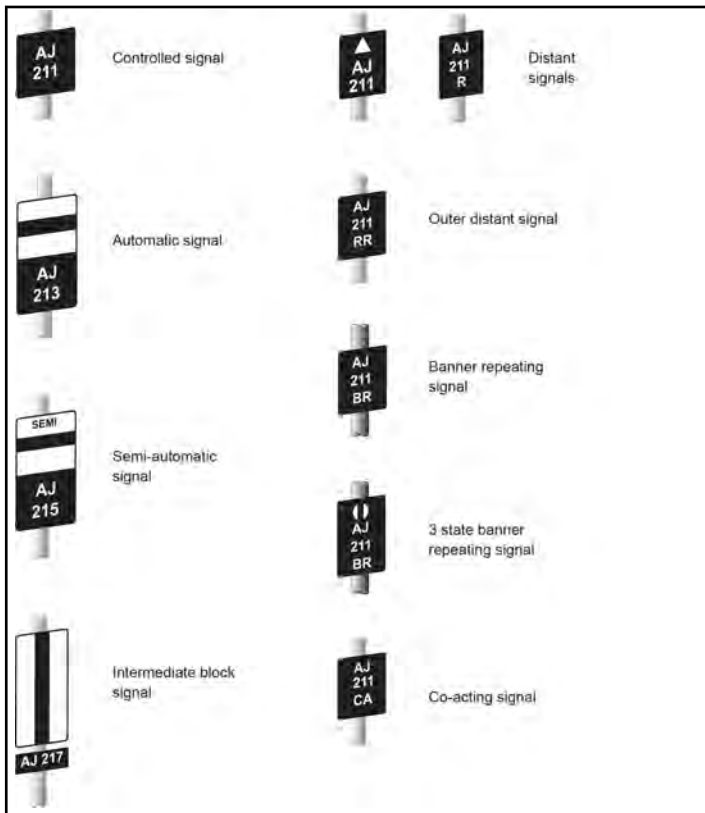 AJ
211
Controlled signal
AJ
211
AJ
211
R
Distant
signals
AJ
213
Automatic signal
AJ
211
RR
Outer distant signal
SEMI
AJ
215
Semi-automatic
signal
AJ
211
BR
Banner repeating
signal
AJ
211
BR
3 state banner
repeating signal
AJ 217
Intermediate block
signal
AJ
211
CA
Co-acting signal